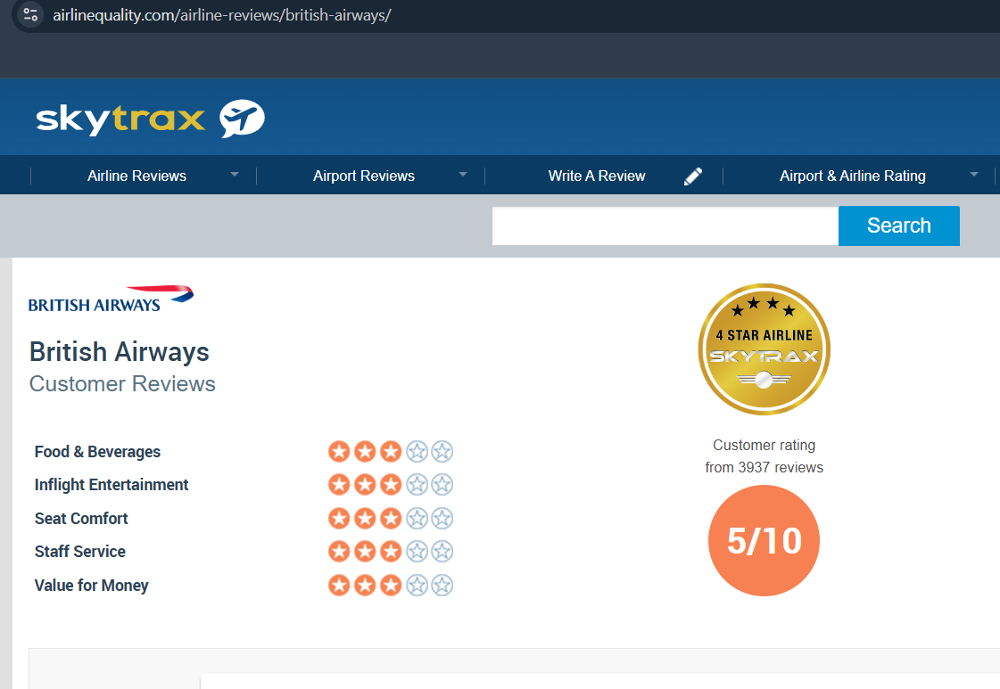 airlinequality.com/airline-reviews/british-airways/
skytrax
Airline Reviews
Airport Reviews
Write A Review
Airport & Airline Rating
Search
BRITISH AIRWAYS
British Airways
Customer Reviews
4 STAR AIRLINE
SKYTRAX
Customer rating
from 3937 reviews
5/10
Food & Beverages
Inflight Entertainment
Seat Comfort
Staff Service
Value for Money